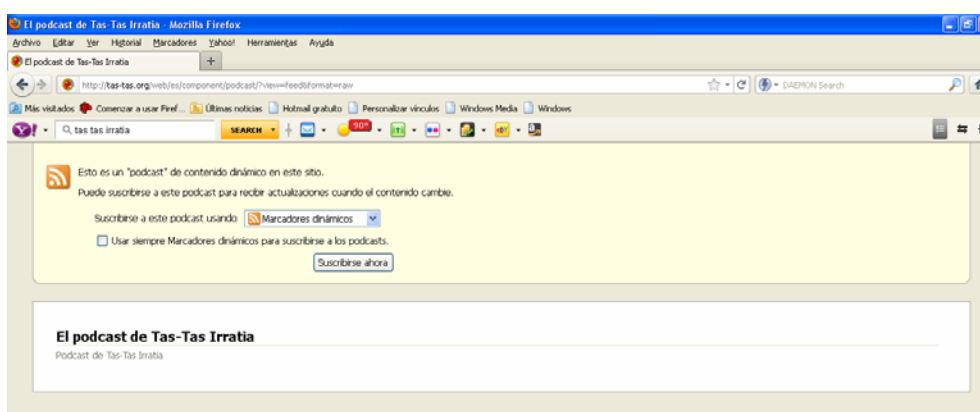 El podcast de Tas-Tas Irratia - Mozilla Firefox
Archivo Editar Ver Historial Marcadores Yahoo! Herramientas Ayuda
El podcast de Tas-Tas Irratia +
http://tas-tas.org/web/es/component/podcast/?view=feed&format=raw DAEMON Search
Más visitados Comenzar a usar Firef... Últimas noticias Hotmail gratuito Personalizar vínculos Windows Media Windows
Y! tas tas irratia SEARCH 90° eBY
Esto es un "podcast" de contenido dinámico en este sitio.
Puede suscribirse a este podcast para recibir actualizaciones cuando el contenido cambie.
Suscribirse a este podcast usando Marcadores dinámicos
Usar siempre Marcadores dinámicos para suscribirse a los podcasts.
Suscribirse ahora
El podcast de Tas-Tas Irratia
Podcast de Tas-Tas Irratia